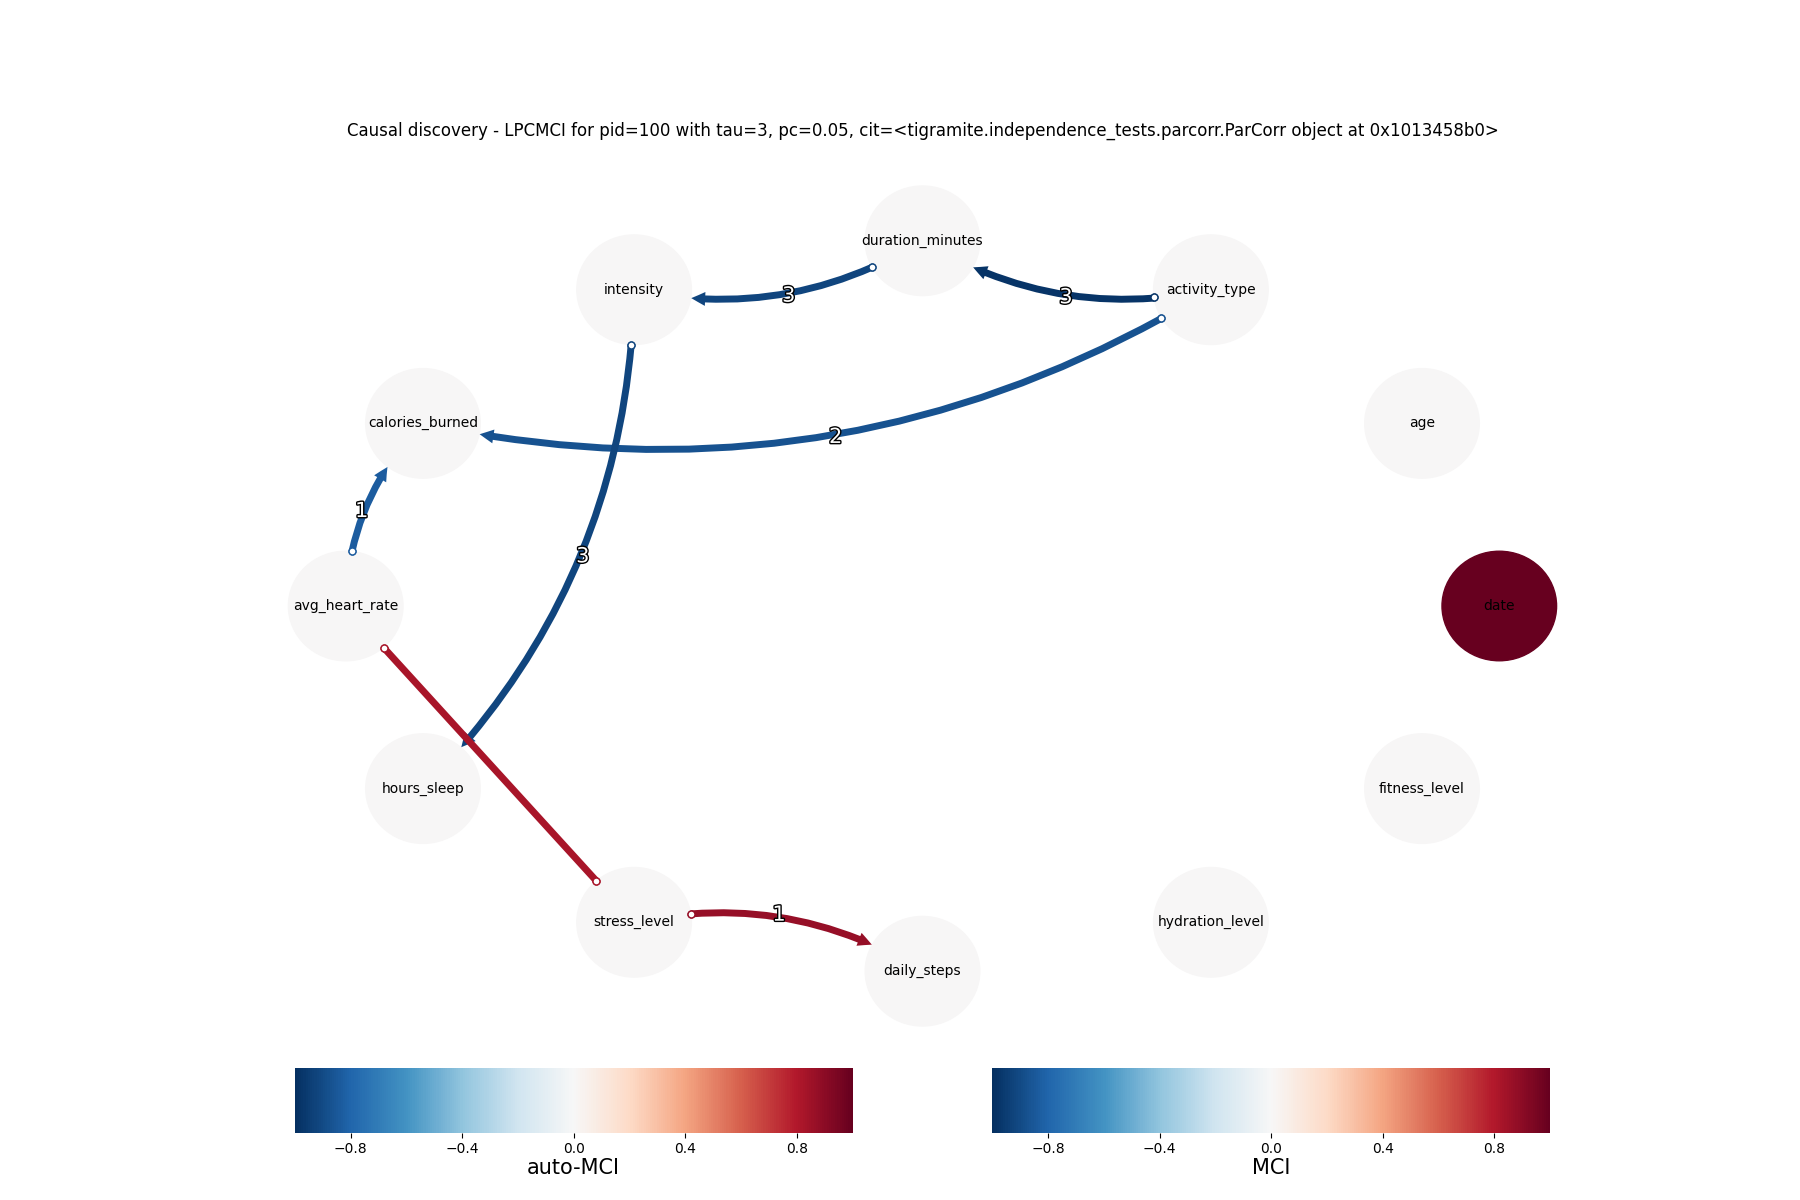 Causal discovery - LPCMCI for pid=100 with tau=3, pc=0.05, cit=<tigramite.independence_tests.parcorr.ParCorr object at 0x1013458b0>
duration_minutes
intensity
activity_type
3
3
calories_burned
age
2
1
3
avg_heart_rate
date
hours_sleep
fitness_level
stress_level
1
hydration_level
daily_steps
−0.8 −0.4 0.0 0.4 0.8
auto-MCI
−0.8 −0.4 0.0 0.4 0.8
MCI